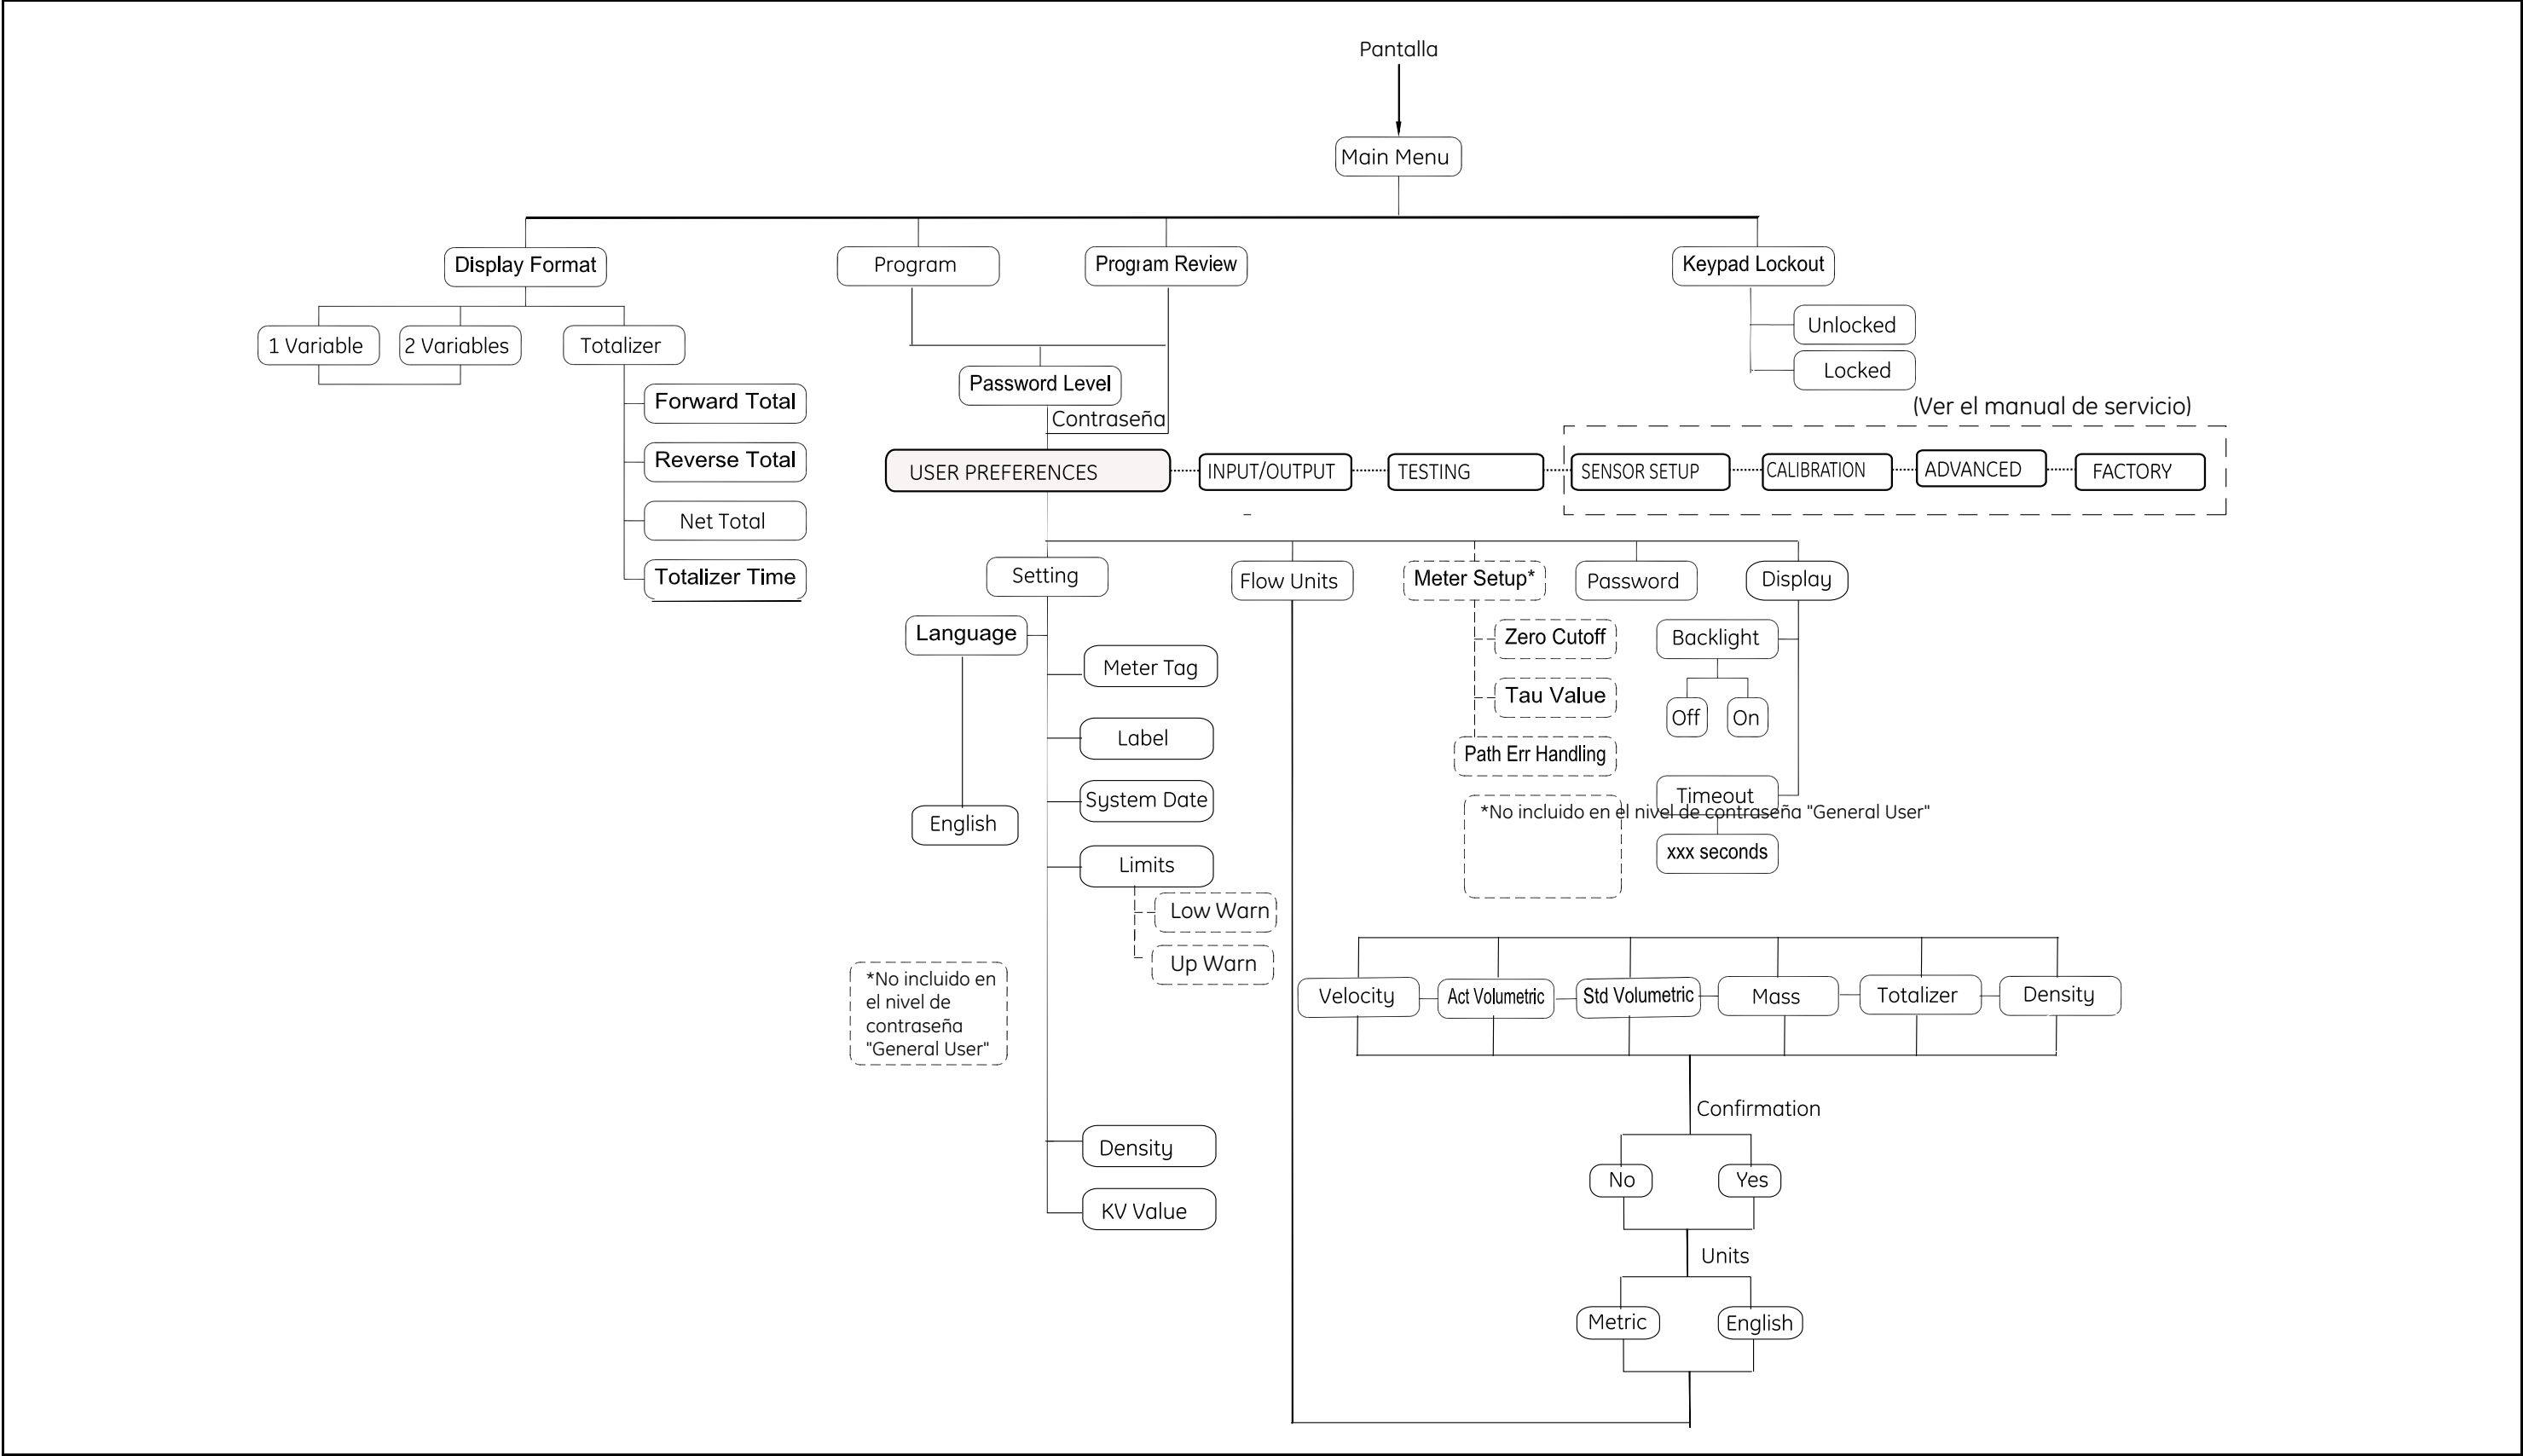 Pantalla
Main Menu
Display Format
Program
Program Review
Keypad Lockout
1 Variable
2 Variables
Totalizer
Unlocked
Locked
Forward Total
Reverse Total
Net Total
Totalizer Time
Password Level
Contraseña
(Ver el manual de servicio)
USER PREFERENCES
INPUT/OUTPUT
TESTING
SENSOR SETUP
CALIBRATION
ADVANCED
FACTORY
Setting
Flow Units
Meter Setup*
Password
Display
Language
English
Meter Tag
Label
System Date
Limits
Low Warn
Up Warn
*No incluido en
el nivel de
contraseña
"General User"
Density
KV Value
Zero Cutoff
Tau Value
Path Err Handling
Backlight
Off
On
Timeout
*No incluido en el nivel de contraseña "General User"
xxx seconds
Velocity
Act Volumetric
Std Volumetric
Mass
Totalizer
Density
Confirmation
No
Yes
Units
Metric
English